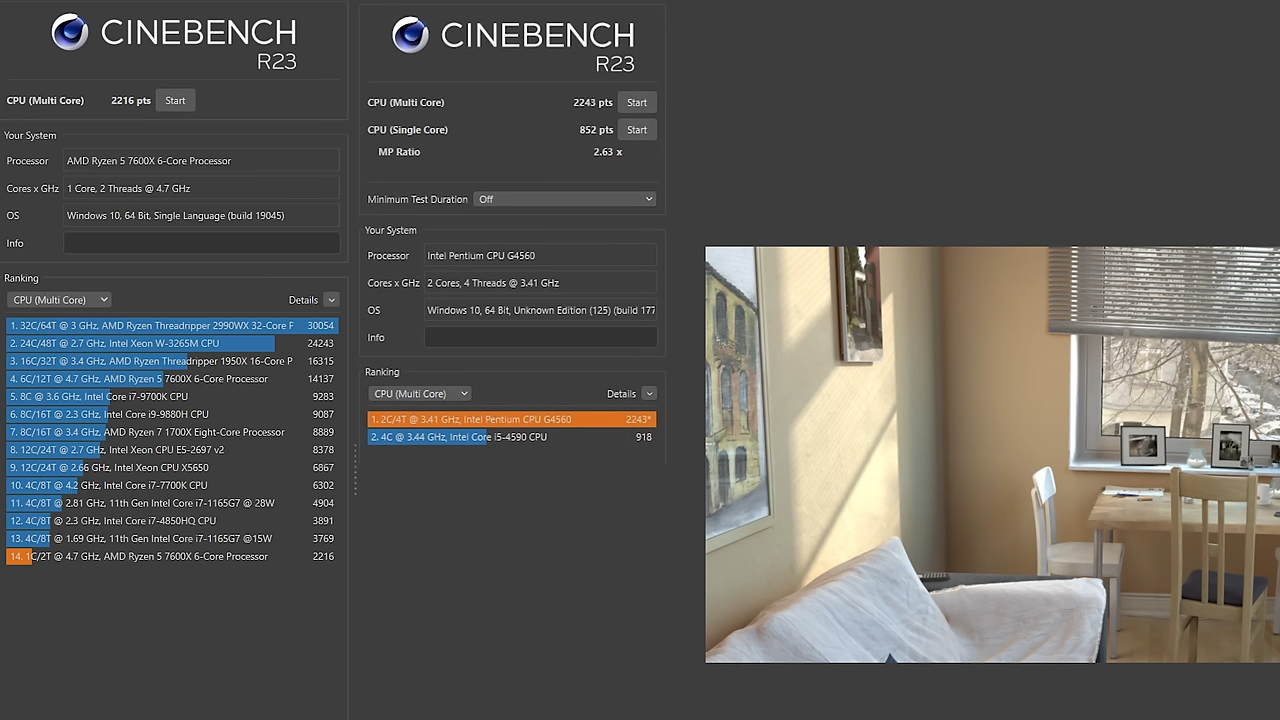 CINEBENCH
R23
CPU (Multi Core) 2216 pts Start
Your System
Processor AMD Ryzen 5 7600X 6-Core Processor
Cores x GHz 1 Core, 2 Threads @ 4.7 GHz
OS Windows 10, 64 Bit, Single Language (build 19045)
Info
Ranking
CPU (Multi Core) Details
1. 32C/64T @ 3 GHz, AMD Ryzen Threadripper 2990WX 32-Core P 30054
2. 24C/48T @ 2.7 GHz, Intel Xeon W-3265M CPU 24243
3. 16C/32T @ 3.4 GHz, AMD Ryzen Threadripper 1950X 16-Core P 16315
4. 6C/12T @ 4.7 GHz, AMD Ryzen 5 7600X 6-Core Processor 14137
5. 8C @ 3.6 GHz, Intel Core i7-9700K CPU 9283
6. 8C/16T @ 2.3 GHz, Intel Core i9-9880H CPU 9087
7. 8C/16T @ 3.4 GHz, AMD Ryzen 7 1700X Eight-Core Processor 8889
8. 12C/24T @ 2.7 GHz, Intel Xeon CPU E5-2697 v2 8378
9. 12C/24T @ 2.66 GHz, Intel Xeon CPU X5650 6867
10. 4C/8T @ 4.2 GHz, Intel Core i7-7700K CPU 6302
11. 4C/8T @ 2.81 GHz, 11th Gen Intel Core i7-1165G7 @ 28W 4904
12. 4C/8T @ 2.3 GHz, Intel Core i7-4850HQ CPU 3891
13. 4C/8T @ 1.69 GHz, 11th Gen Intel Core i7-1165G7 @15W 3769
14. 1C/2T @ 4.7 GHz, AMD Ryzen 5 7600X 6-Core Processor 2216
CINEBENCH
R23
CPU (Multi Core) 2243 pts Start
CPU (Single Core) 852 pts Start
MP Ratio 2.63 x
Minimum Test Duration Off
Your System
Processor Intel Pentium CPU G4560
Cores x GHz 2 Cores, 4 Threads @ 3.41 GHz
OS Windows 10, 64 Bit, Unknown Edition (125) (build 177
Info
Ranking
CPU (Multi Core) Details
1. 2C/4T @ 3.41 GHz, Intel Pentium CPU G4560 2243*
2. 4C @ 3.44 GHz, Intel Core i5-4590 CPU 918